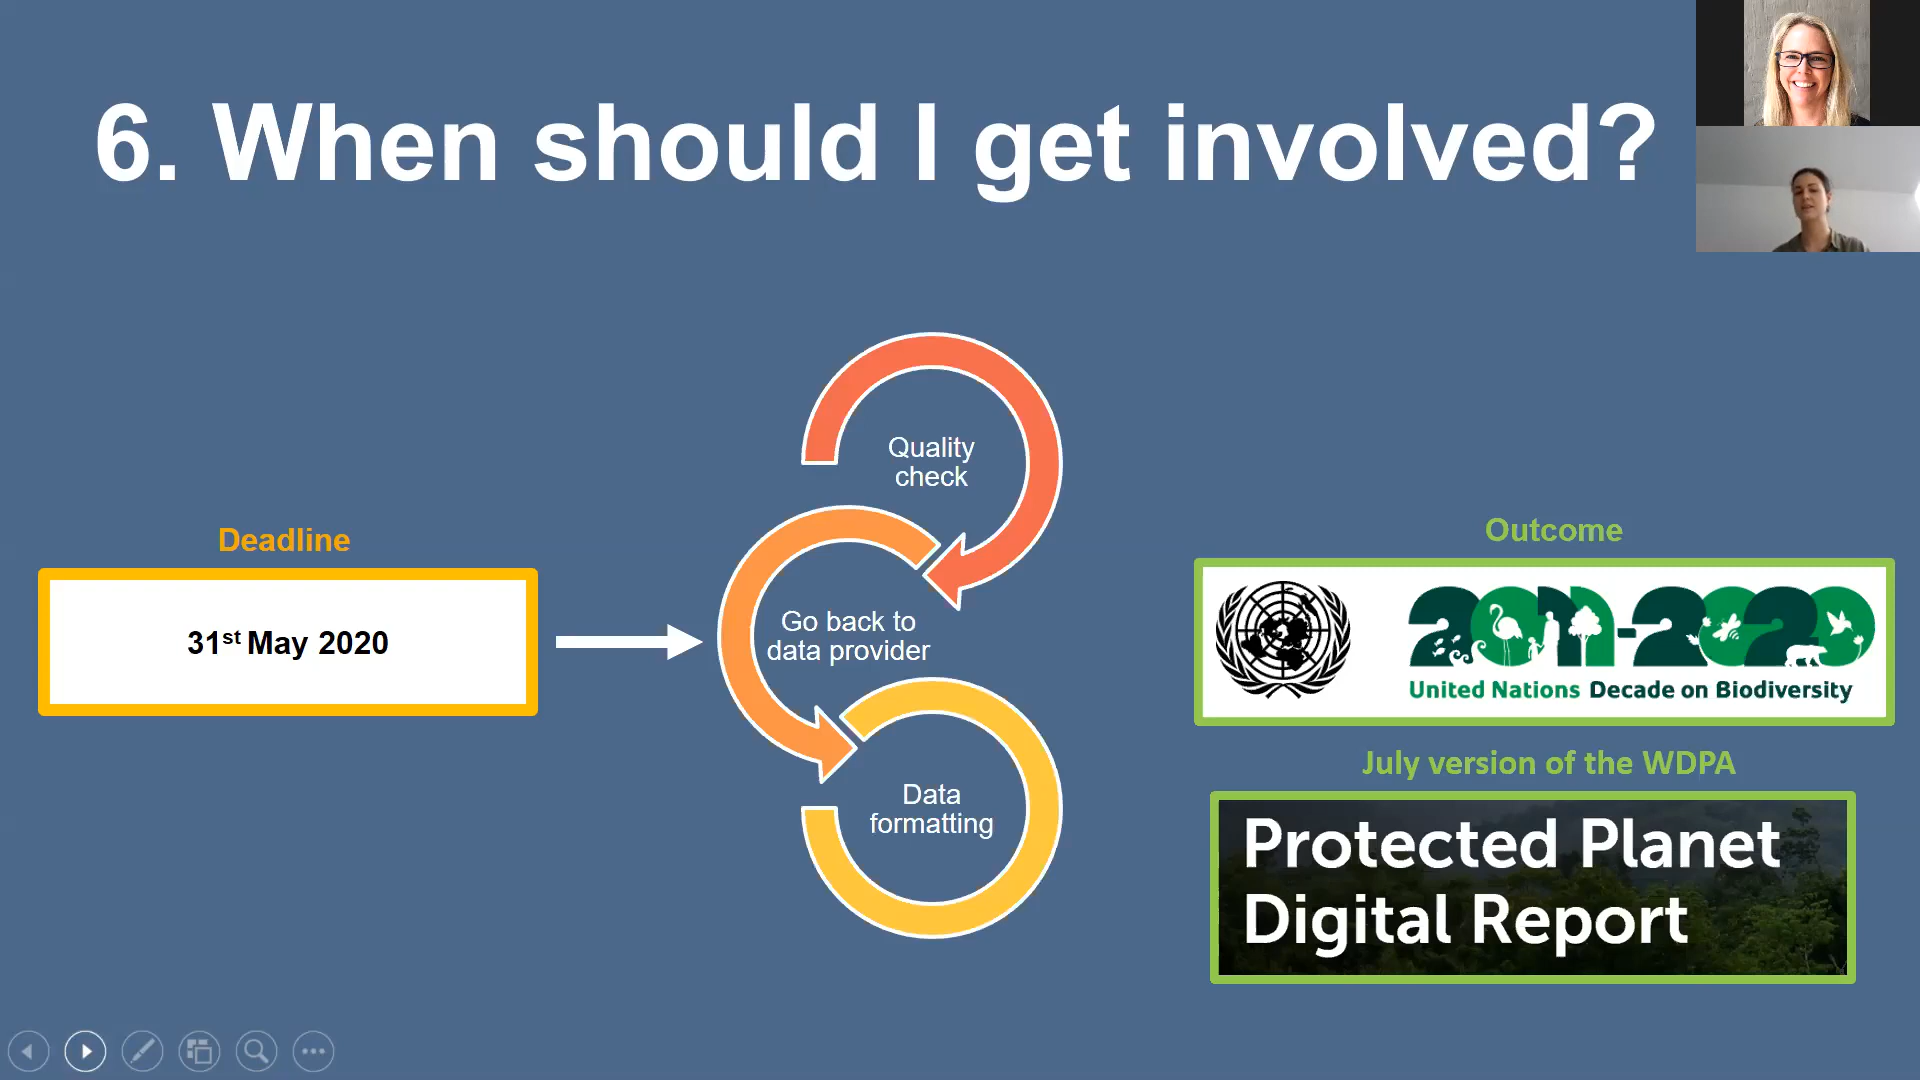 6. When should I get involved?
Deadline
31st May 2020
Quality
check
Go back to
data provider
Data
formatting
Outcome
2011-2020
United Nations Decade on Biodiversity
July version of the WDPA
Protected Planet
Digital Report